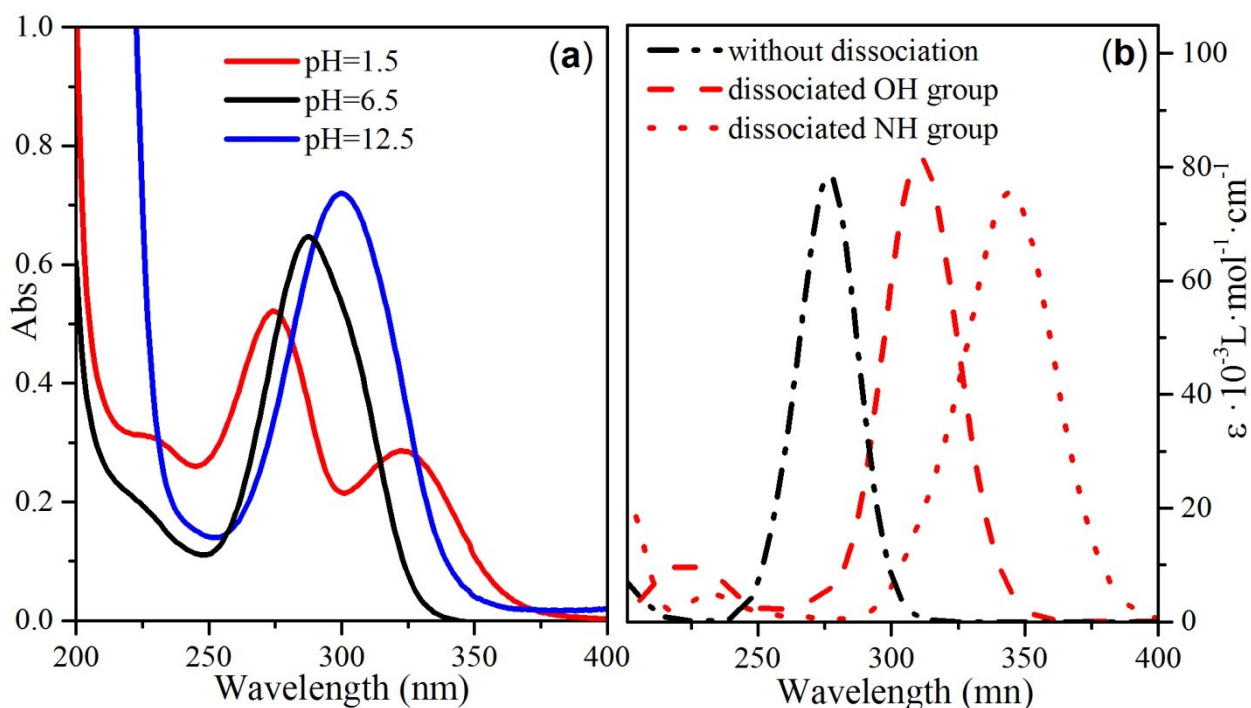 (a)
pH=1.5
pH=6.5
pH=12.5
1.0
0.8
0.6
0.4
0.2
0.0
Abs
200
250
300
350
400
Wavelength (nm)
(b)
without dissociation
dissociated OH group
dissociated NH group
100
80
60
40
20
0
ε · 10⁻³L·mol⁻¹·cm⁻¹
250
300
350
400
Wavelength (mn)